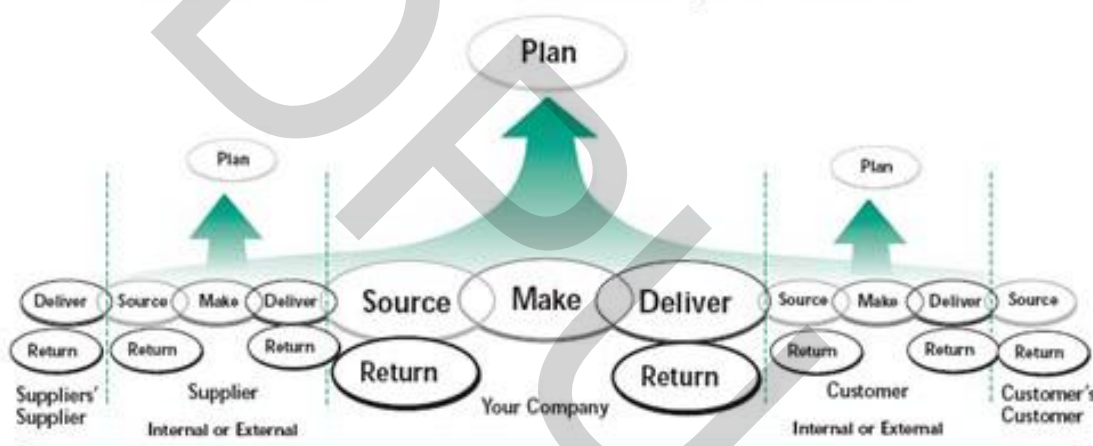 Plan
Plan
Plan
Deliver Source Make Deliver Source Make Deliver Source Make Deliver Source
Return Return Return Return Return Return Return Return
Suppliers' Supplier
Supplier
Internal or External
Your Company
Customer
Internal or External
Customer's
Customer